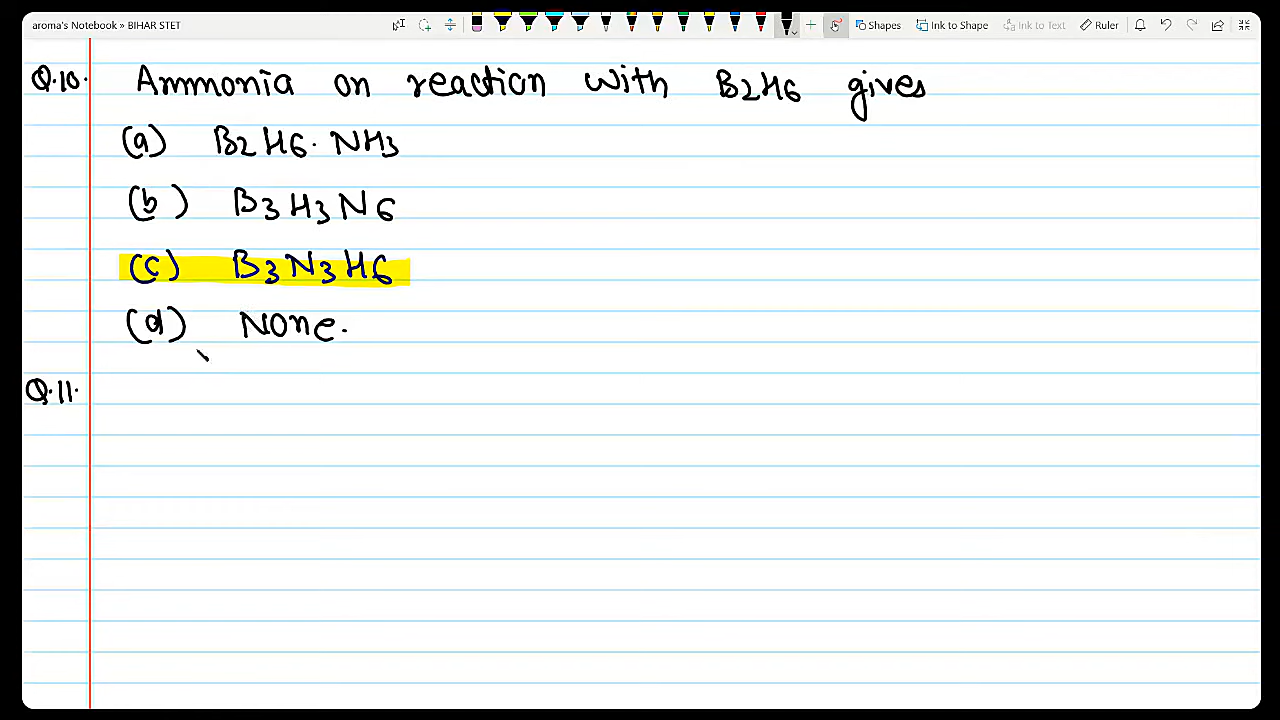 aroma's Notebook » BIHAR STET
Shapes Ink to Shape Ink to Text Ruler
Q.10. Ammonia on reaction with B2H6 gives
(a) B2H6. NH3
(b) B3H3N6
(c) B3N3H6
(d) None.
Q.11.